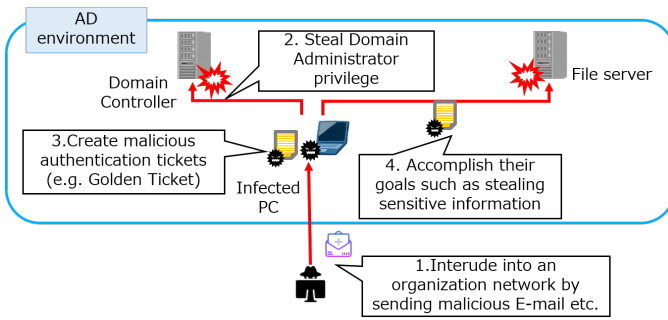 AD
environment
2. Steal Domain
Administrator
privilege
Domain
Controller
File server
3.Create malicious
authentication tickets
(e.g. Golden Ticket)
Infected
PC
4. Accomplish their
goals such as stealing
sensitive information
1.Interude into an
organization network by
sending malicious E-mail etc.